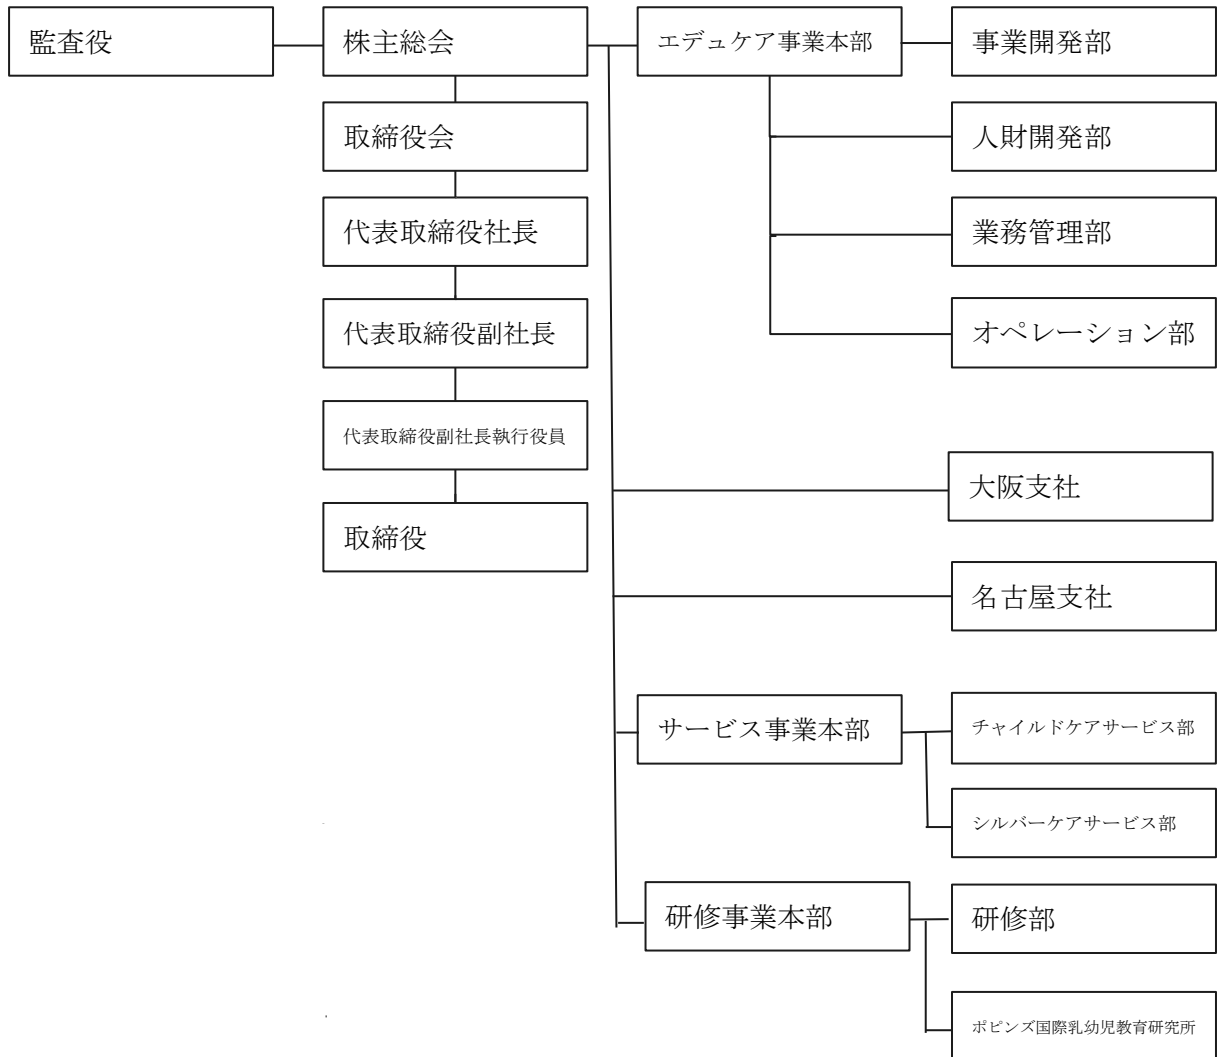 監査役
株主総会
エデュケア事業本部
事業開発部
取締役会
人財開発部
代表取締役社長
業務管理部
代表取締役副社長
オペレーション部
代表取締役副社長執行役員
大阪支社
取締役
名古屋支社
サービス事業本部
チャイルドケアサービス部
シルバーケアサービス部
研修事業本部
研修部
ポピンズ国際乳幼児教育研究所